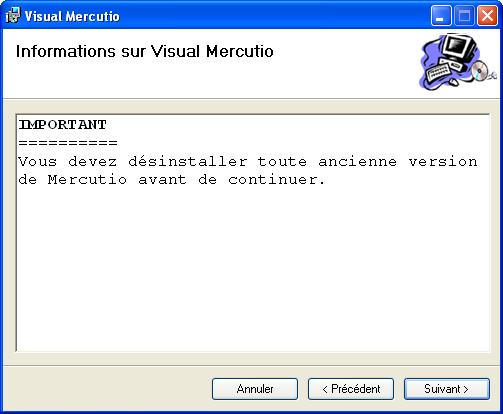 Visual Mercutio
Informations sur Visual Mercutio
IMPORTANT
==========
Vous devez désinstaller toute ancienne version
de Mercutio avant de continuer.
Annuler
< Précédent
Suivant >